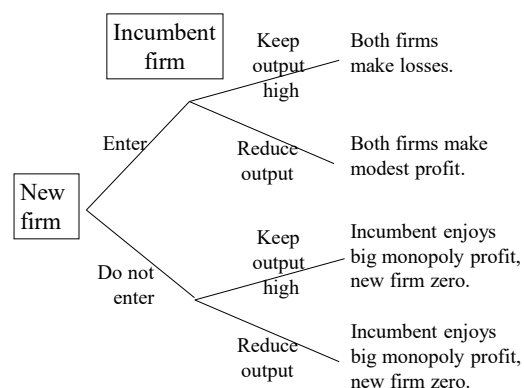 Incumbent
firm
Keep
output
high
Both firms
make losses.
Enter
Reduce
output
Both firms make
modest profit.
New
firm
Do not
enter
Keep
output
high
Incumbent enjoys
big monopoly profit,
new firm zero.
Reduce
output
Incumbent enjoys
big monopoly profit,
new firm zero.